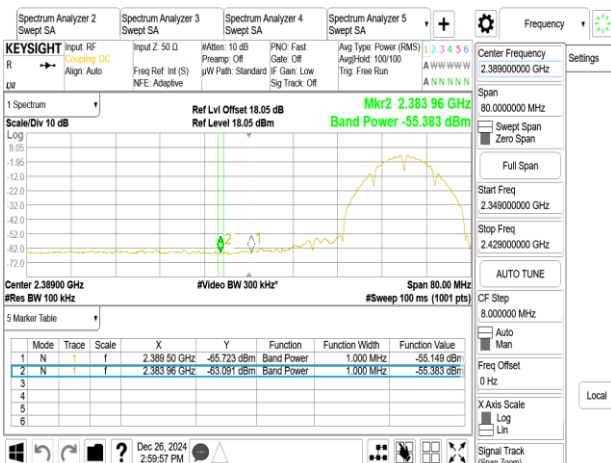 Spectrum Analyzer 2
Swept SA
Spectrum Analyzer 3
Swept SA
Spectrum Analyzer 4
Swept SA
Spectrum Analyzer 5
Swept SA
Frequency
KEYSIGHT
R
Input: RF
Coupling: DC
Align: Auto
Input Z: 50 Ω
Freq Ref: Int (S)
NFE: Adaptive
#Atten: 10 dB
Preamp: Off
µW Path: Standard
PNO: Fast
Gate: Off
IF Gain: Low
Sig Track: Off
Avg Type: Power (RMS)
Avg|Hold: 100/100
Trig: Free Run
1 2 3 4 5 6
A W W W W W
A N N N N N
1 Spectrum
Scale/Div 10 dB
Log
Ref Lvl Offset 18.05 dB
Ref Level 18.05 dBm
Mkr2 2.383 96 GHz
Band Power -55.383 dBm
8.05
-1.95
-12.0
-22.0
-32.0
-42.0
-52.0
-62.0
-72.0
2
1
Center 2.38900 GHz
#Video BW 300 kHz*
Span 80.00 MHz
#Res BW 100 kHz
#Sweep 100 ms (1001 pts)
5 Marker Table
Mode Trace Scale X Y Function Function Width Function Value
1 N 1 f 2.389 50 GHz -65.723 dBm Band Power 1.000 MHz -55.149 dBm
2 N 1 f 2.383 96 GHz -63.091 dBm Band Power 1.000 MHz -55.383 dBm
3
4
5
6
Dec 26, 2024
2:59:57 PM
Center Frequency
2.389000000 GHz
Settings
Span
80.0000000 MHz
Swept Span
Zero Span
Full Span
Start Freq
2.349000000 GHz
Stop Freq
2.429000000 GHz
AUTO TUNE
CF Step
8.000000 MHz
Auto
Man
Freq Offset
0 Hz
Local
X Axis Scale
Log
Lin
Signal Track
(Span Zoom)